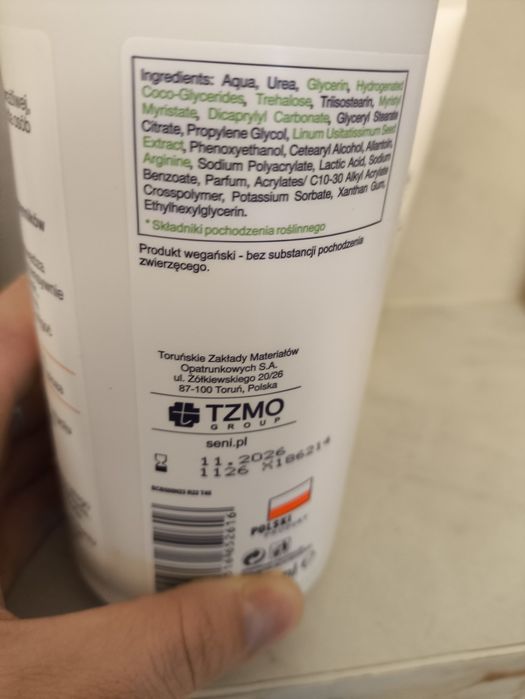 Ingredients: Aqua, Urea, Glycerin, Hydrogenated
Coco-Glycerides, Trehalose, Triisostearin, Myristyl
Myristate, Dicaprylyl Carbonate, Glyceryl Stearate
Citrate, Propylene Glycol, Linum Usitatissimum Seed
Extract, Phenoxyethanol, Cetearyl Alcohol, Allantoin,
Arginine, Sodium Polyacrylate, Lactic Acid, Sodium
Benzoate, Parfum, Acrylates/ C10-30 Alkyl Acrylate
Crosspolymer, Potassium Sorbate, Xanthan Gum,
Ethylhexylglycerin.
* Składniki pochodzenia roślinnego
Produkt wegański - bez substancji pochodzenia
zwierzęcego.
Toruńskie Zakłady Materiałów
Opatrunkowych S.A.
ul. Żółkiewskiego 20/26
87-100 Toruń, Polska
TZMO
GROUP
seni.pl
11.2026
1126 X186214
POLSKI
PRODUKT